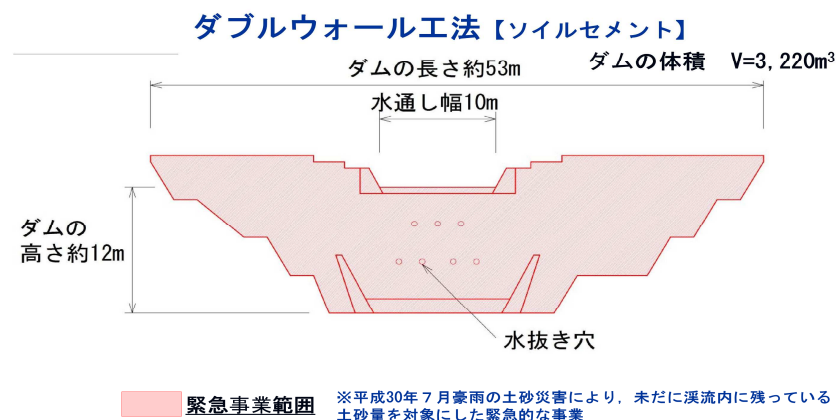 ダブルウォール工法【ソイルセメント】
ダムの体積 V=3,220m³
ダムの長さ約53m
水通し幅10m
ダムの
高さ約12m
水抜き穴
緊急事業範囲
※平成30年7月豪雨の土砂災害により，未だに渓流内に残っている
土砂量を対象にした緊急的な事業